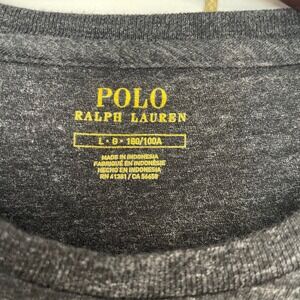 POLO
RALPH LAUREN
L • G • 180/100A
MADE IN INDONESIA
FABRIQUÉ EN INDONÉSIE
HECHO EN INDONESIA
RN 41381 / CA 56658